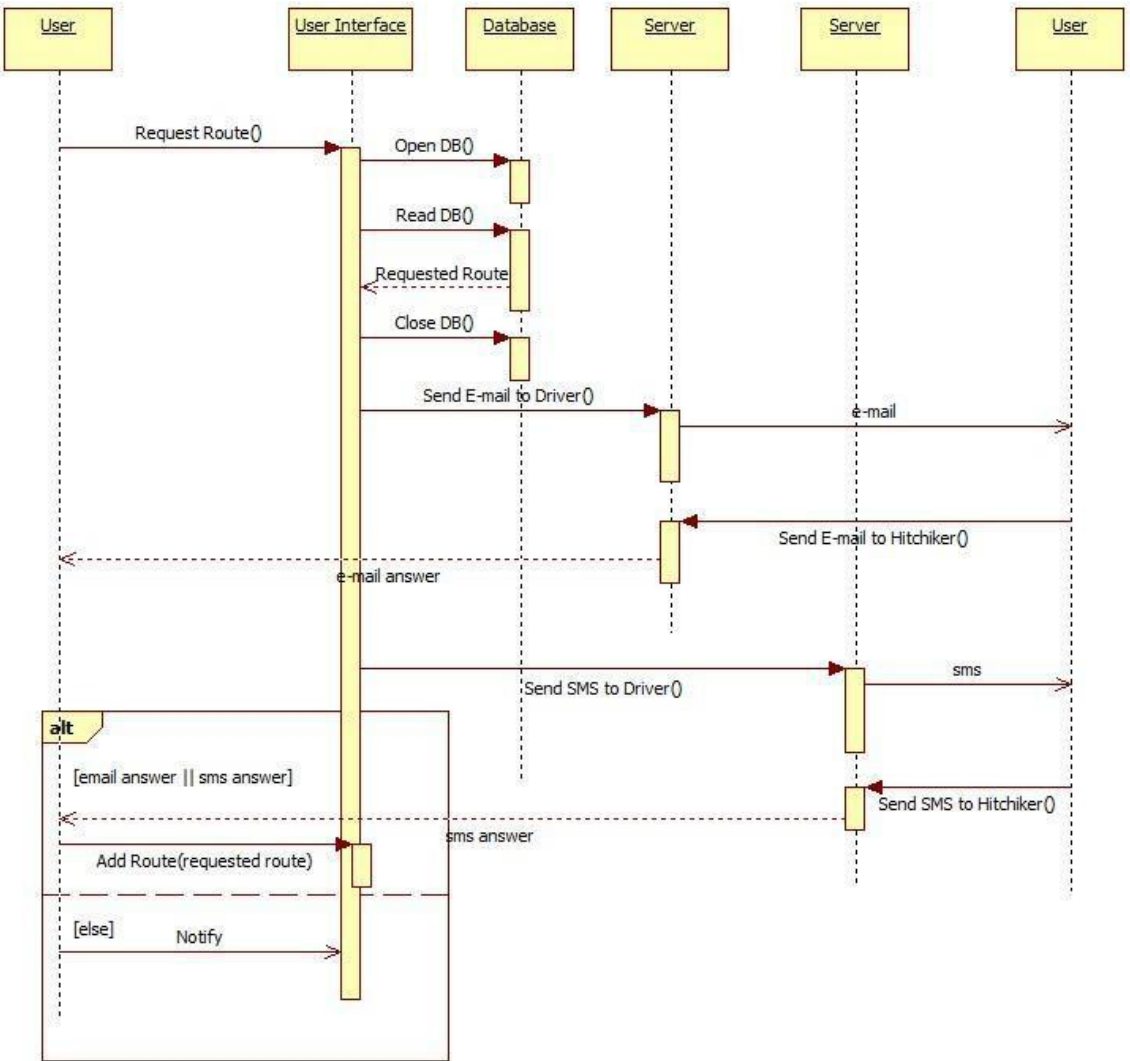 User
User Interface
Database
Server
Server
User
Request Route()
Open DB()
Read DB()
Requested Route
Close DB()
Send E-mail to Driver()
e-mail
Send E-mail to Hitchiker()
e-mail answer
Send SMS to Driver()
sms
alt
[email answer || sms answer]
Send SMS to Hitchiker()
sms answer
Add Route(requested route)
[else]
Notify